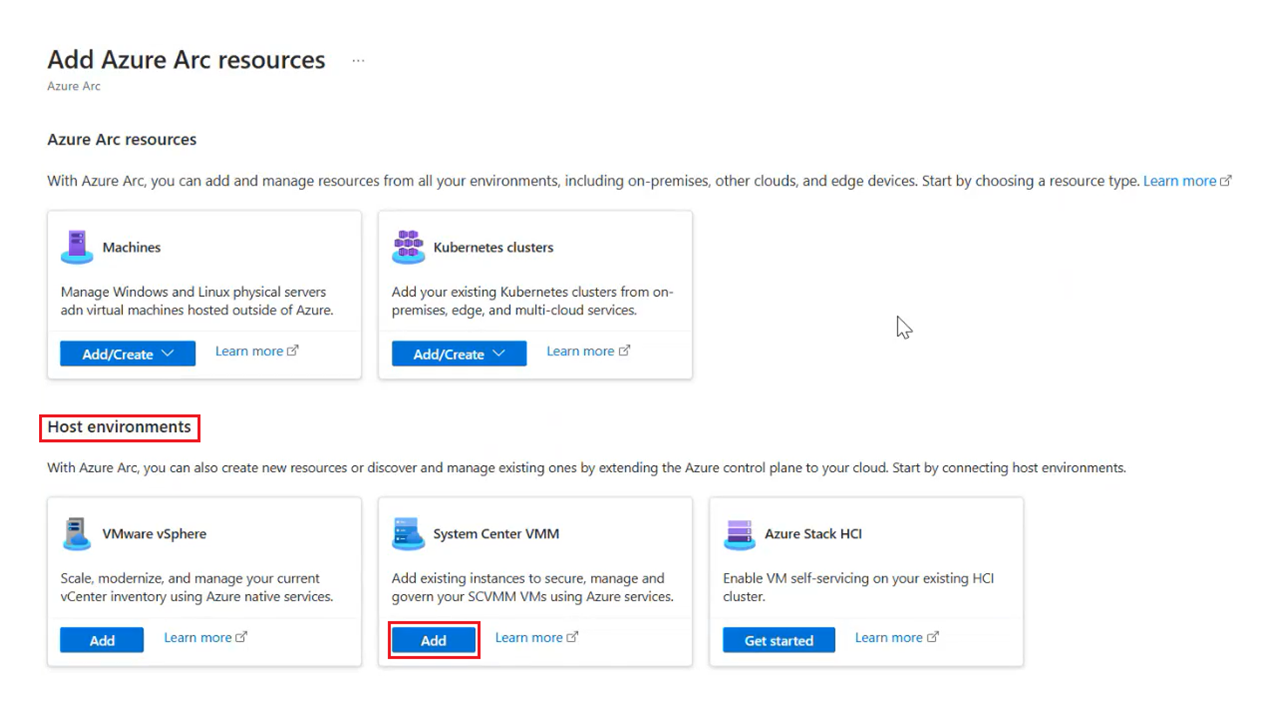 Add Azure Arc resources ...
Azure Arc
Azure Arc resources
With Azure Arc, you can add and manage resources from all your environments, including on-premises, other clouds, and edge devices. Start by choosing a resource type. Learn more
Machines
Manage Windows and Linux physical servers
adn virtual machines hosted outside of Azure.
Add/Create
Learn more
Kubernetes clusters
Add your existing Kubernetes clusters from on-
premises, edge, and multi-cloud services.
Add/Create
Learn more
Host environments
With Azure Arc, you can also create new resources or discover and manage existing ones by extending the Azure control plane to your cloud. Start by connecting host environments.
VMware vSphere
Scale, modernize, and manage your current
vCenter inventory using Azure native services.
Add
Learn more
System Center VMM
Add existing instances to secure, manage and
govern your SCVMM VMs using Azure services.
Add
Learn more
Azure Stack HCI
Enable VM self-servicing on your existing HCI
cluster.
Get started
Learn more